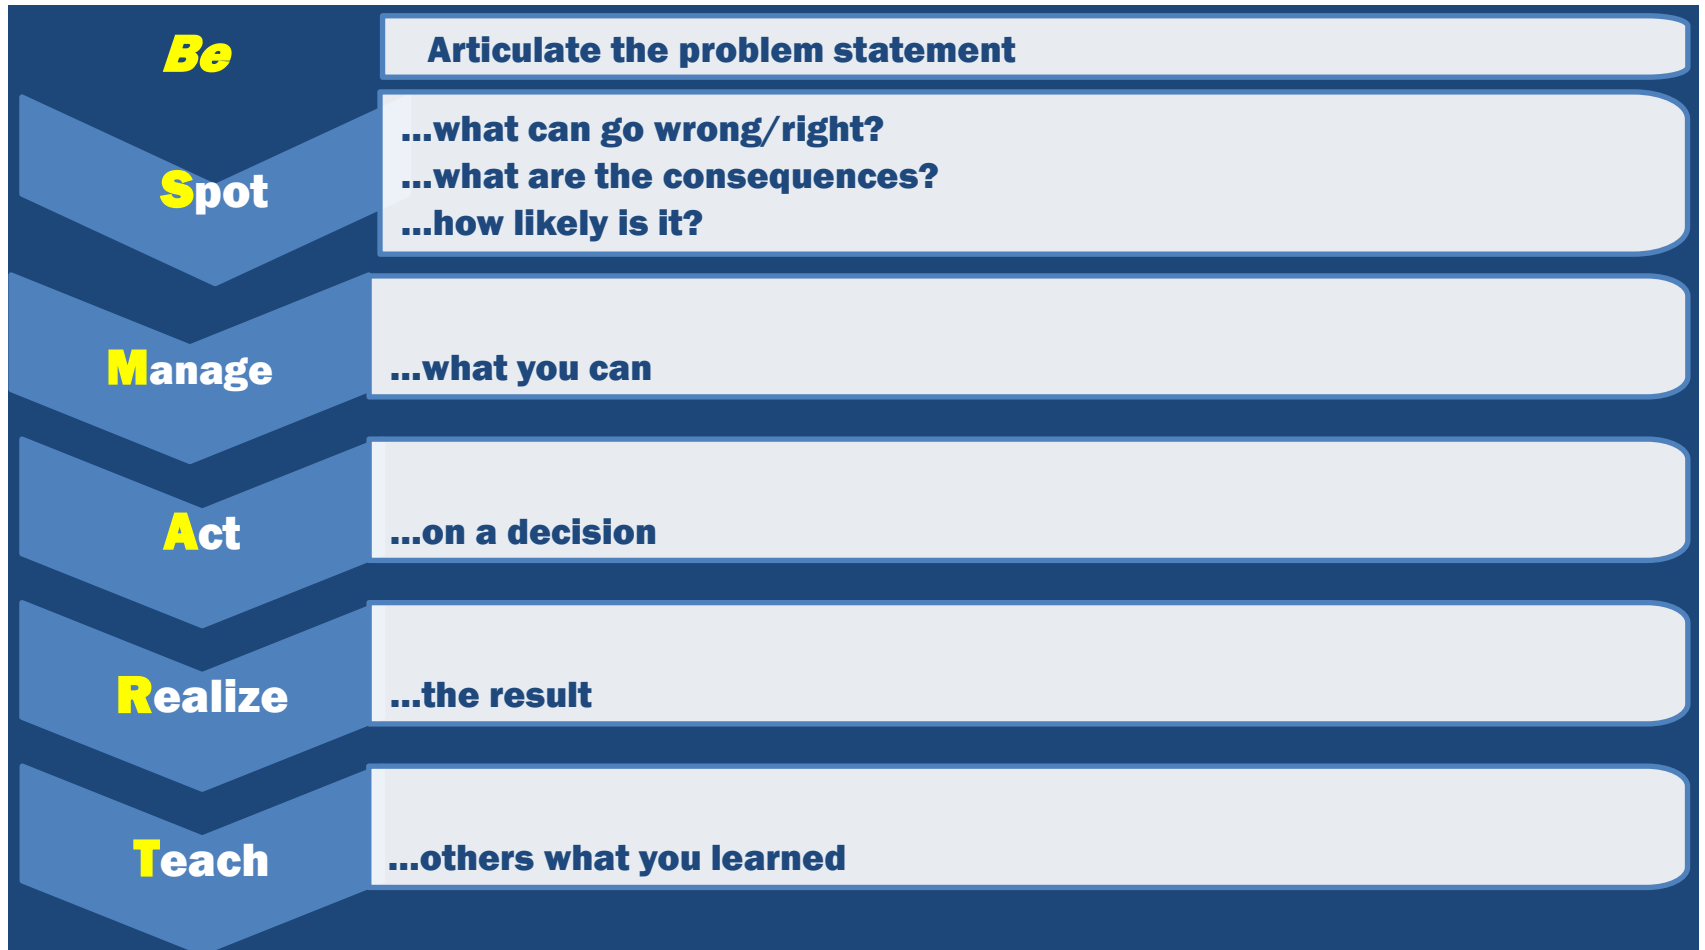 Be
Articulate the problem statement
Spot
...what can go wrong/right?
...what are the consequences?
...how likely is it?
Manage
...what you can
Act
...on a decision
Realize
...the result
Teach
...others what you learned